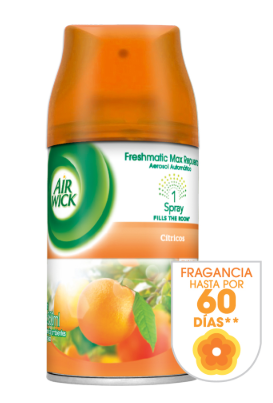 Freshmatic Max
Aerosol Automático
AIR
WICK
1
Spray
FILLS THE ROOM
Cítricos
FRAGANCIA
HASTA POR
60
DÍAS**